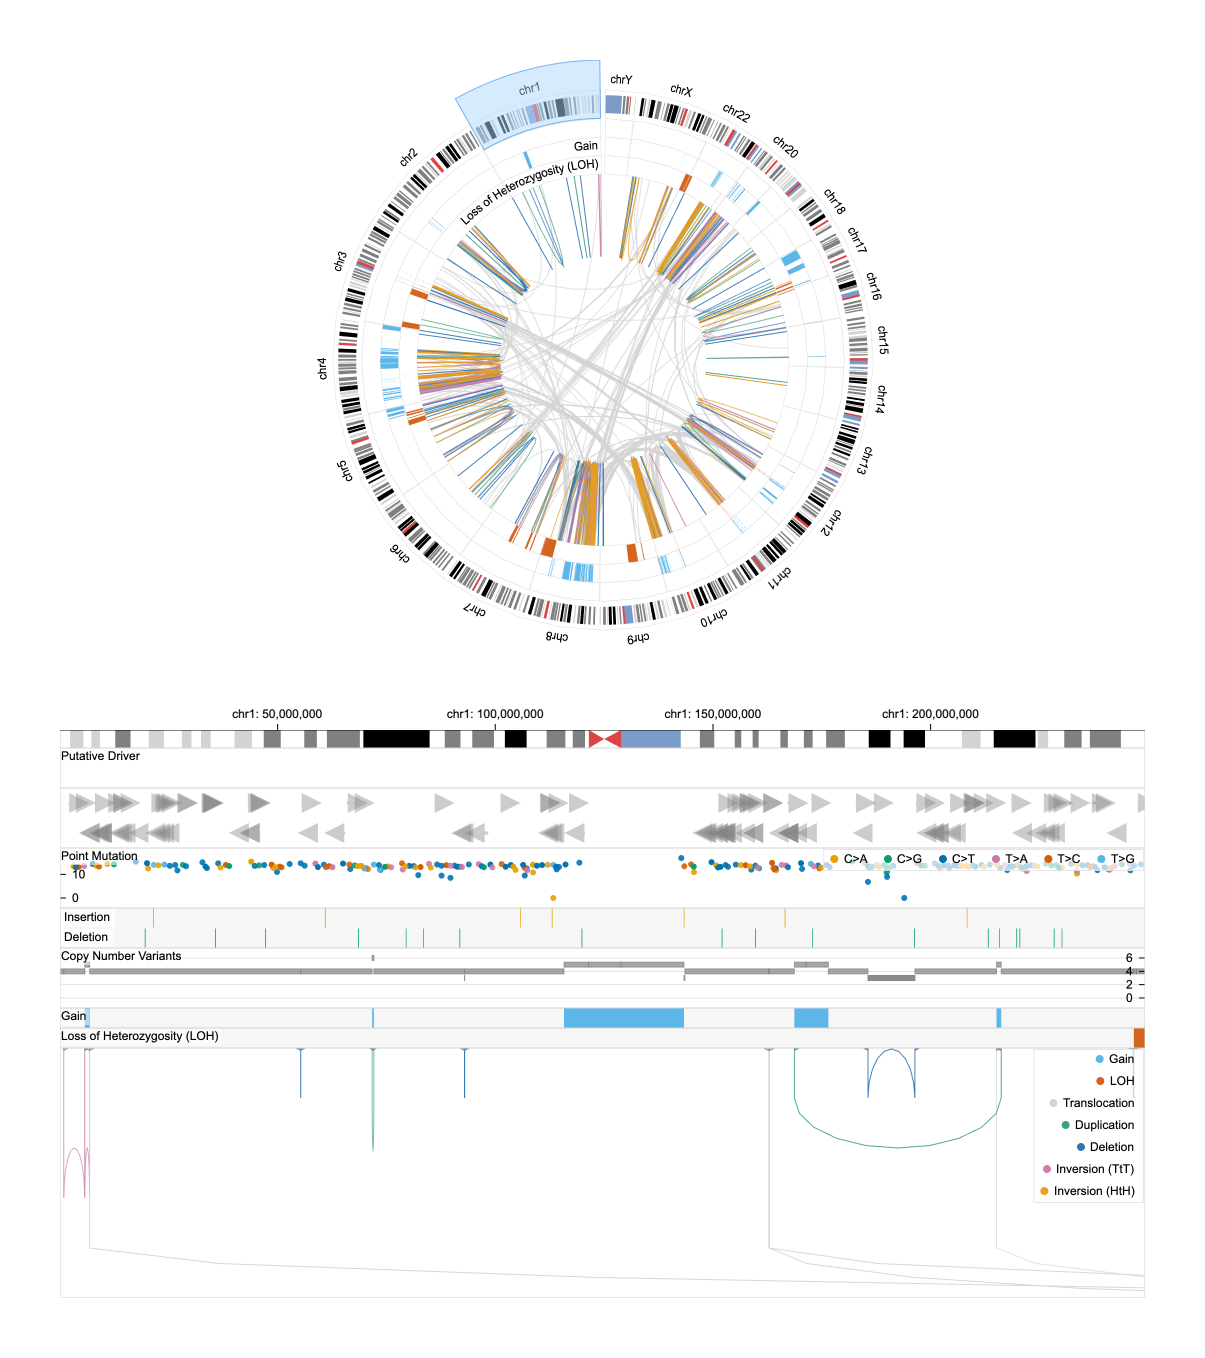 chr1
chrY
chrX
chr22
chr20
chr18
chr17
chr16
chr15
chr14
chr13
chr12
chr11
chr10
chr9
chr8
chr7
chr6
chr5
chr4
chr3
chr2
Gain
Loss of Heterozygosity (LOH)
chr1: 50,000,000 chr1: 100,000,000 chr1: 150,000,000 chr1: 200,000,000
Putative Driver
Point Mutation
C>A C>G C>T T>A T>C T>G
10
0
Insertion
Deletion
Copy Number Variants
6
4
2
0
Gain
Loss of Heterozygosity (LOH)
Gain
LOH
Translocation
Duplication
Deletion
Inversion (TtT)
Inversion (HtH)